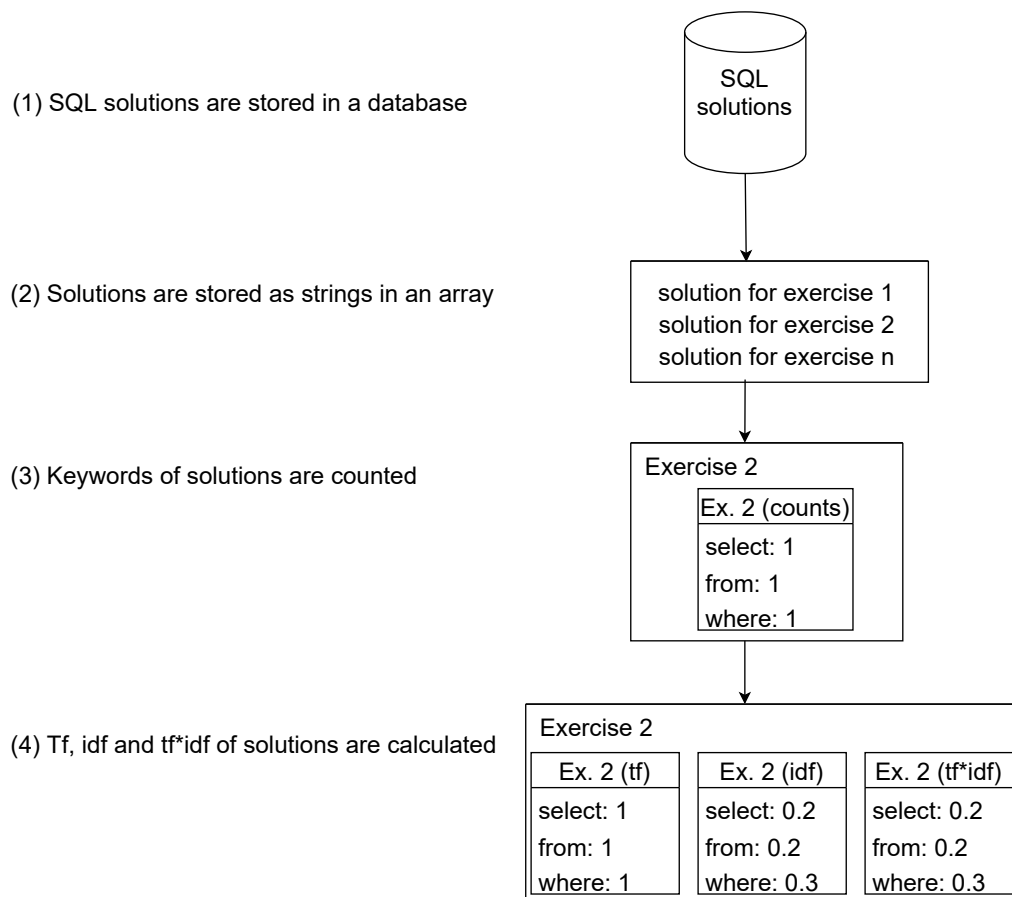 SQL
solutions
(1) SQL solutions are stored in a database
(2) Solutions are stored as strings in an array
solution for exercise 1
solution for exercise 2
solution for exercise n
(3) Keywords of solutions are counted
Exercise 2
Ex. 2 (counts)
select: 1
from: 1
where: 1
(4) Tf, idf and tf*idf of solutions are calculated
Exercise 2
Ex. 2 (tf)
select: 1
from: 1
where: 1
Ex. 2 (idf)
select: 0.2
from: 0.2
where: 0.3
Ex. 2 (tf*idf)
select: 0.2
from: 0.2
where: 0.3